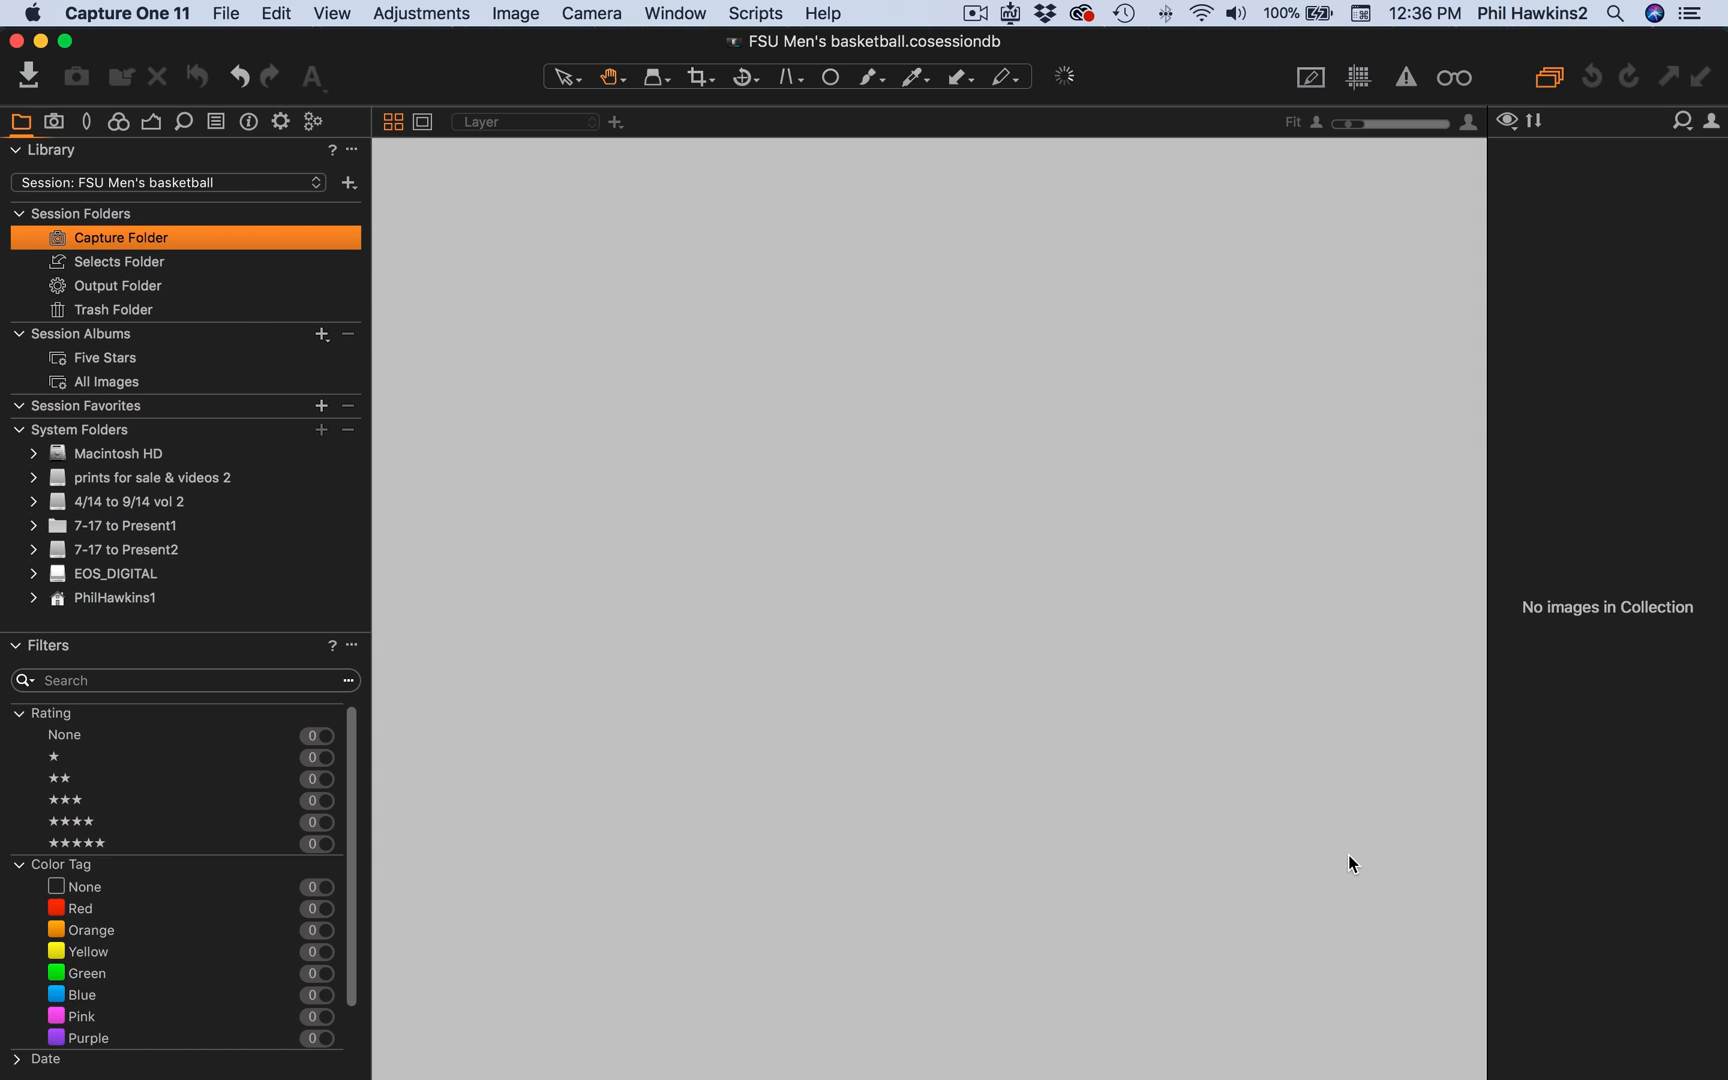 Capture One 11 File Edit View Adjustments Image Camera Window Scripts Help 100% 12:36 PM Phil Hawkins2
FSU Men's basketball.cosessiondb
A
Layer Fit
Library ?
Session: FSU Men's basketball
Session Folders
Capture Folder
Selects Folder
Output Folder
Trash Folder
Session Albums
Five Stars
All Images
Session Favorites
System Folders
Macintosh HD
prints for sale & videos 2
4/14 to 9/14 vol 2
7-17 to Present1
7-17 to Present2
EOS_DIGITAL
PhilHawkins1
No images in Collection
Filters ?
Search
Rating
None 0
★ 0
★★ 0
★★★ 0
★★★★ 0
★★★★★ 0
Color Tag
None 0
Red 0
Orange 0
Yellow 0
Green 0
Blue 0
Pink 0
Purple 0
Date